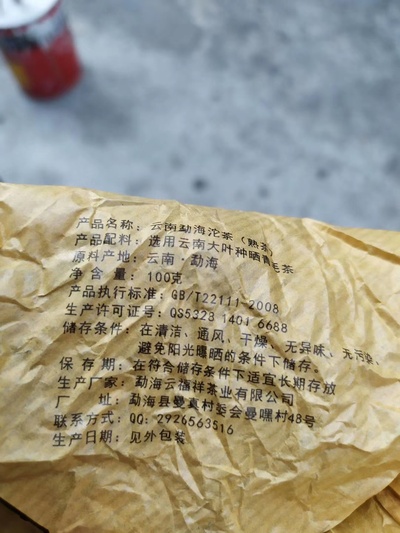 产品名称：云南勐海沱茶（熟茶）
产品配料：选用云南大叶种晒青毛茶
原料产地：云南·勐海
净 含 量：100克
产品执行标准：GB/T22111-2008
生产许可证号：QS5323 1401 6688
储存条件：在清洁、通风、干燥、无异味、无污染，
避免阳光曝晒的条件下储存
保 存 期：在符合储存条件下适宜长期存放
生产厂家：勐海云福祥茶业有限公司
厂 址：勐海县曼真村委会曼嘿村48号
联系方式：QQ：2926563516
生产日期：见外包装